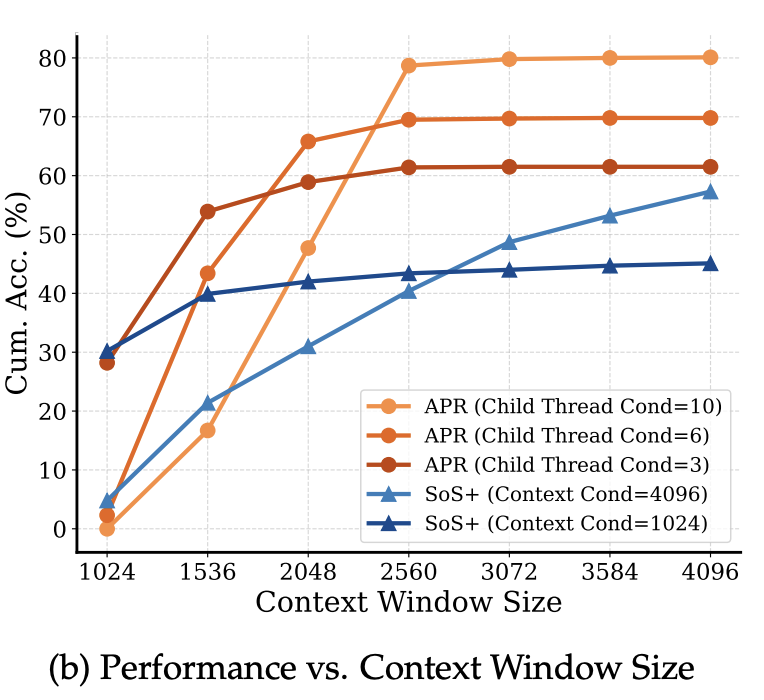 80
70
60
50
40
30
20
10
0
Cum. Acc. (%)
APR (Child Thread Cond=10)
APR (Child Thread Cond=6)
APR (Child Thread Cond=3)
SoS+ (Context Cond=4096)
SoS+ (Context Cond=1024)
1024 1536 2048 2560 3072 3584 4096
Context Window Size
(b) Performance vs. Context Window Size